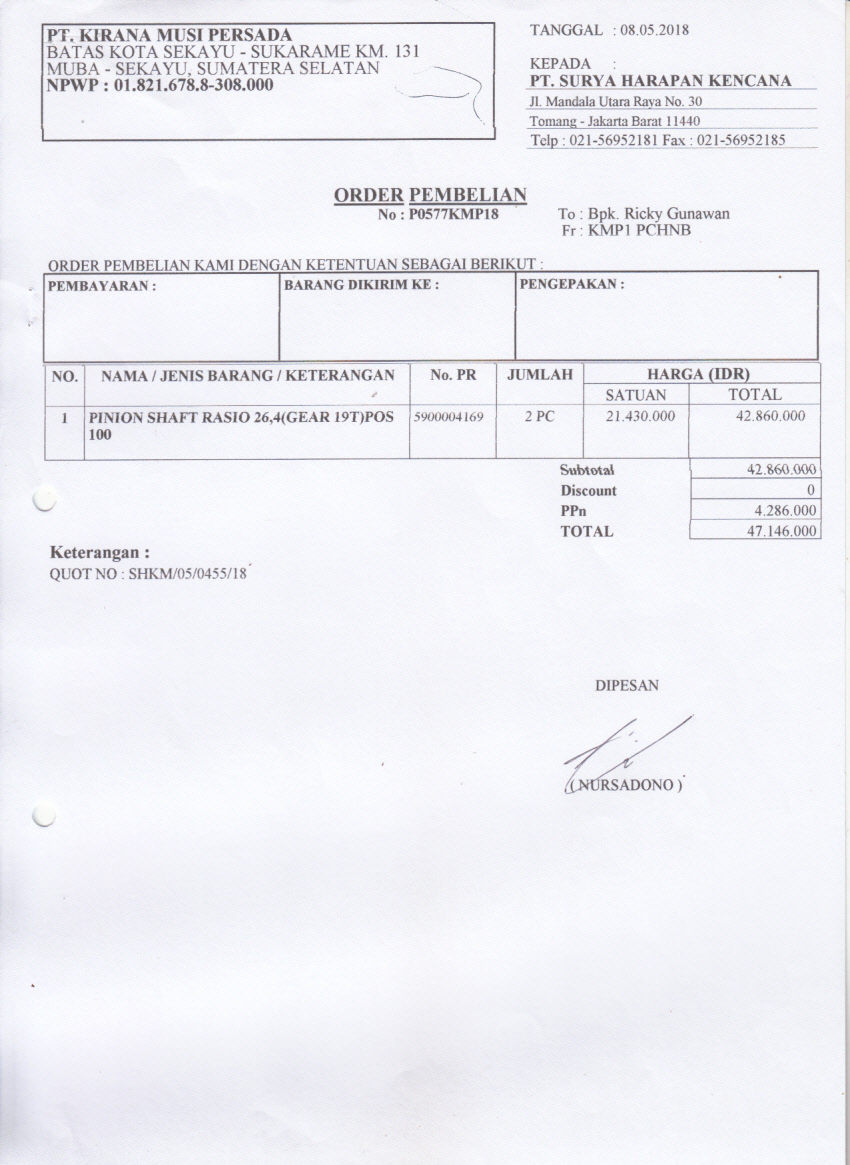 PT. KIRANA MUSI PERSADA
BATAS KOTA SEKAYU - SUKARAME KM. 131
MUBA - SEKAYU, SUMATERA SELATAN
NPWP : 01.821.678.8-308.000
TANGGAL : 08.05.2018
KEPADA :
PT. SURYA HARAPAN KENCANA
Jl. Mandala Utara Raya No. 30
Tomang - Jakarta Barat 11440
Telp : 021-56952181 Fax : 021-56952185
ORDER PEMBELIAN
No : P0577KMP18
To : Bpk. Ricky Gunawan
Fr : KMP1 PCHNB
ORDER PEMBELIAN KAMI DENGAN KETENTUAN SEBAGAI BERIKUT :
PEMBAYARAN : BARANG DIKIRIM KE : PENGEPAKAN :
NO. NAMA / JENIS BARANG / KETERANGAN No. PR JUMLAH HARGA (IDR)
SATUAN TOTAL
1 PINION SHAFT RASIO 26,4(GEAR 19T)POS 5900004169 2 PC 21.430.000 42.860.000
100
Subtotal 42.860.000
Discount 0
PPn 4.286.000
TOTAL 47.146.000
Keterangan :
QUOT NO : SHKM/05/0455/18
DIPESAN
( NURSADONO )